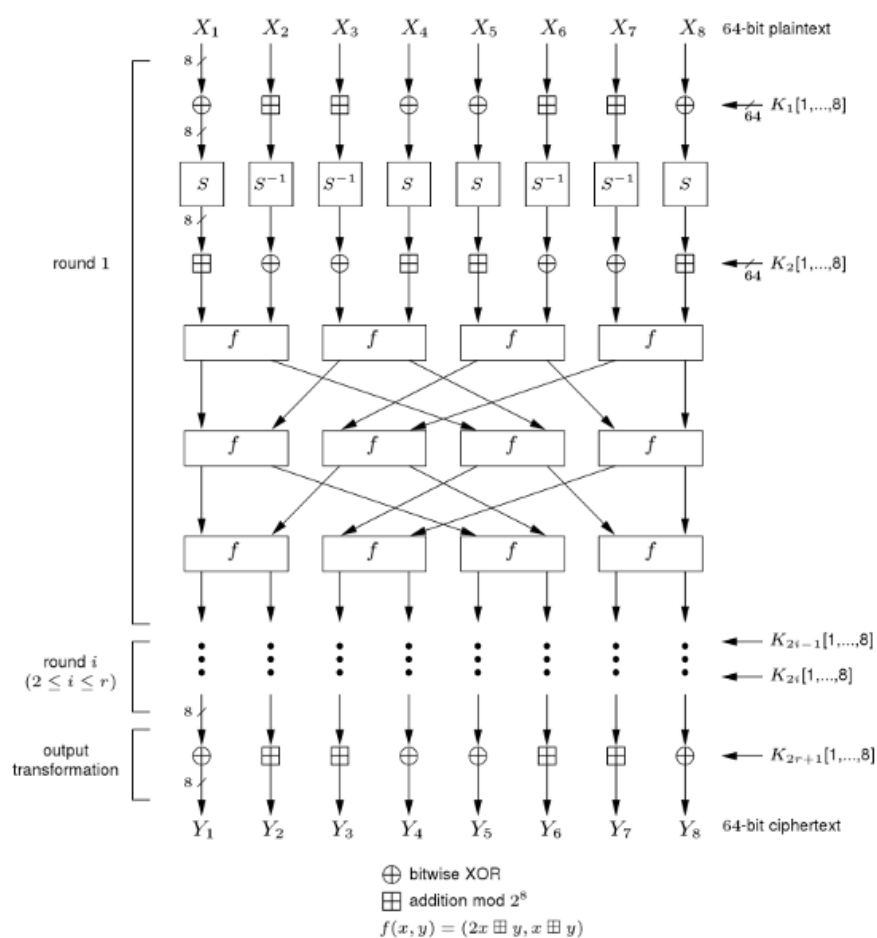 X₁ X₂ X₃ X₄ X₅ X₆ X₇ X₈ 64-bit plaintext
8
⊕ ⊞ ⊞ ⊕ ⊕ ⊞ ⊞ ⊕ 64 K₁[1,...,8]
8
S S⁻¹ S⁻¹ S S S⁻¹ S⁻¹ S
8
round 1 ⊞ ⊕ ⊕ ⊞ ⊞ ⊕ ⊕ ⊞ 64 K₂[1,...,8]
f f f f
f f f f
f f f f
K₂ᵢ₋₁[1,...,8]
round i
(2 ≤ i ≤ r)
K₂ᵢ[1,...,8]
8
output
transformation
⊕ ⊞ ⊞ ⊕ ⊕ ⊞ ⊞ ⊕ K₂ᵣ₊₁[1,...,8]
8
Y₁ Y₂ Y₃ Y₄ Y₅ Y₆ Y₇ Y₈ 64-bit ciphertext
⊕ bitwise XOR
⊞ addition mod 2⁸
f(x, y) = (2x ⊞ y, x ⊞ y)